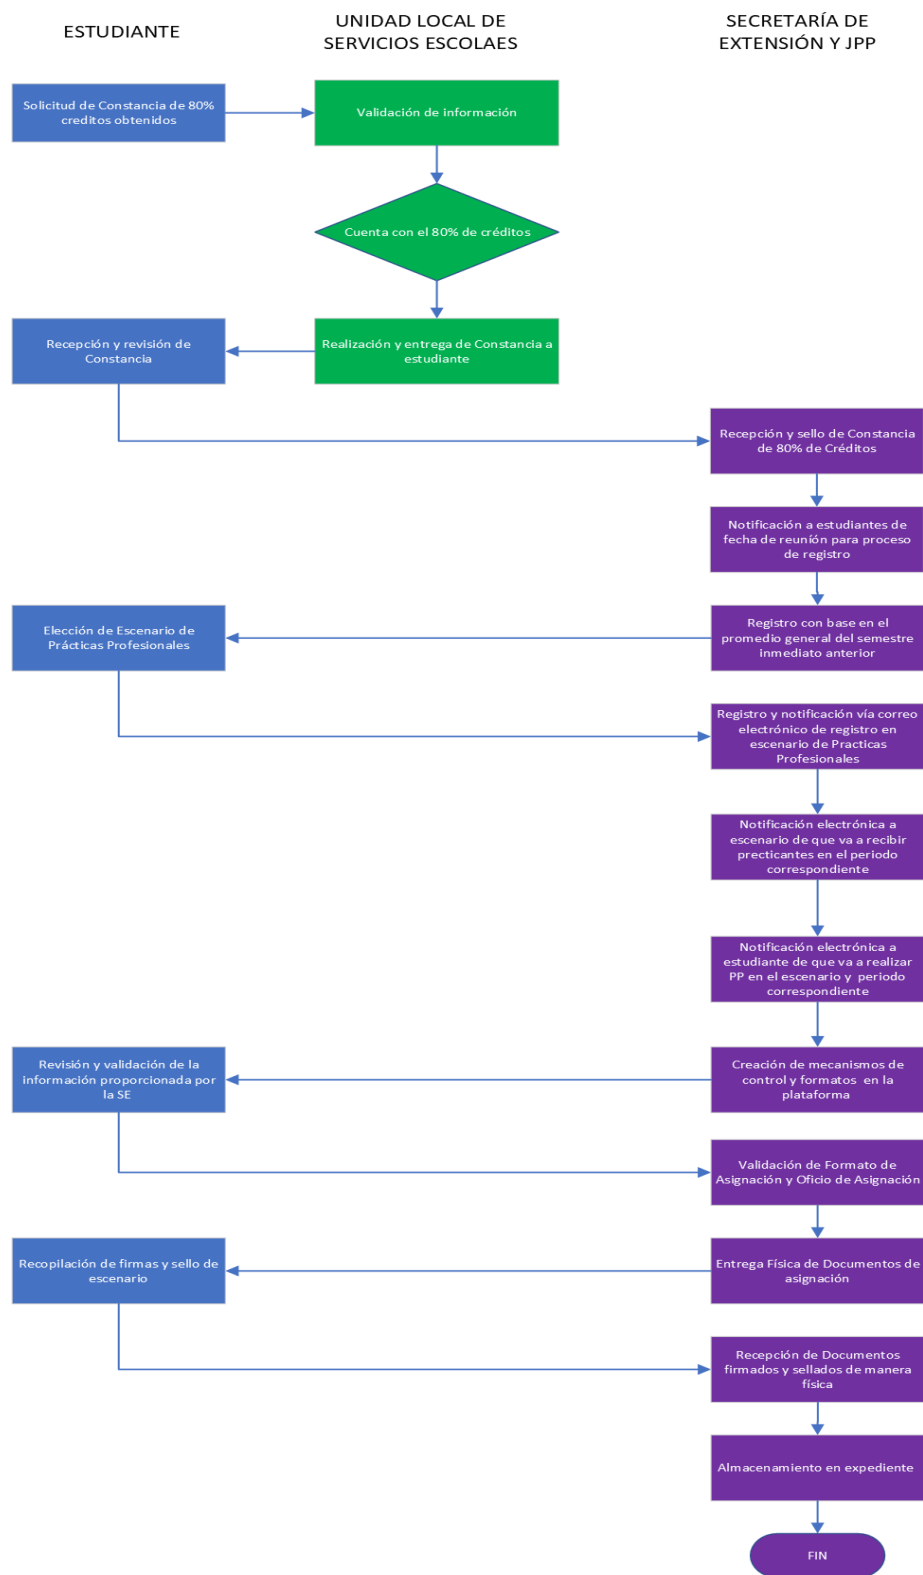 ESTUDIANTE
UNIDAD LOCAL DE
SERVICIOS ESCOLAES
SECRETARÍA DE
EXTENSIÓN Y JPP
Solicitud de Constancia de 80%
creditos obtenidos
Validación de información
Cuenta con el 80% de créditos
Recepción y revisión de
Constancia
Realización y entrega de Constancia a
estudiante
Recepción y sello de Constancia
de 80% de Créditos
Notificación a estudiantes de
fecha de reuníón para proceso
de registro
Elección de Escenario de
Prácticas Profesionales
Registro con base en el
promedio general del semestre
inmediato anterior
Registro y notificación vía correo
electrónico de registro en
escenario de Practicas
Profesionales
Notificación electrónica a
escenario de que va a recibir
precticantes en el periodo
correspondiente
Notificación electrónica a
estudiante de que va a realizar
PP en el escenario y periodo
correspondiente
Revisión y validación de la
información proporcionada por
la SE
Creación de mecanismos de
control y formatos en la
plataforma
Validación de Formato de
Asignación y Oficio de Asignación
Recopilación de firmas y sello de
escenario
Entrega Física de Documentos de
asignación
Recepción de Documentos
firmados y sellados de manera
física
Almacenamiento en expediente
FIN